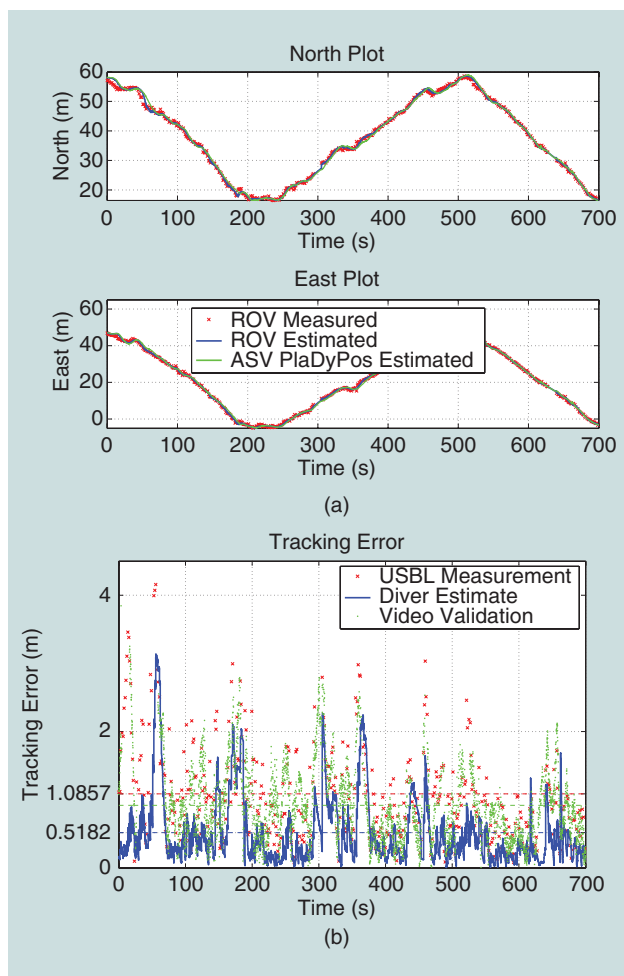 North Plot
60
50
40
30
20
North (m)
0 100 200 300 400 500 600 700
Time (s)
East Plot
60
40
20
0
East (m)
ROV Measured
ROV Estimated
ASV PlaDyPos Estimated
0 100 200 300 400 500 600 700
Time (s)
(a)
Tracking Error
4
2
1.0857
0.5182
0
Tracking Error (m)
USBL Measurement
Diver Estimate
Video Validation
0 100 200 300 400 500 600 700
Time (s)
(b)